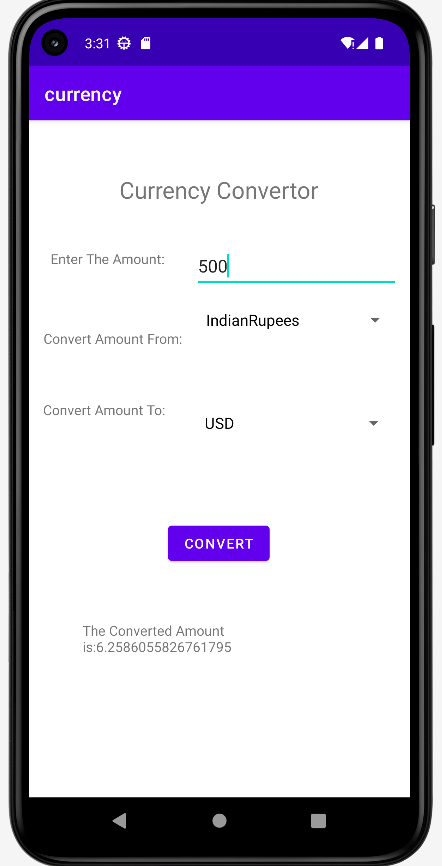 3:31
currency
Currency Convertor
Enter The Amount:
500
IndianRupees
Convert Amount From:
Convert Amount To:
USD
CONVERT
The Converted Amount
is:6.2586055826761795